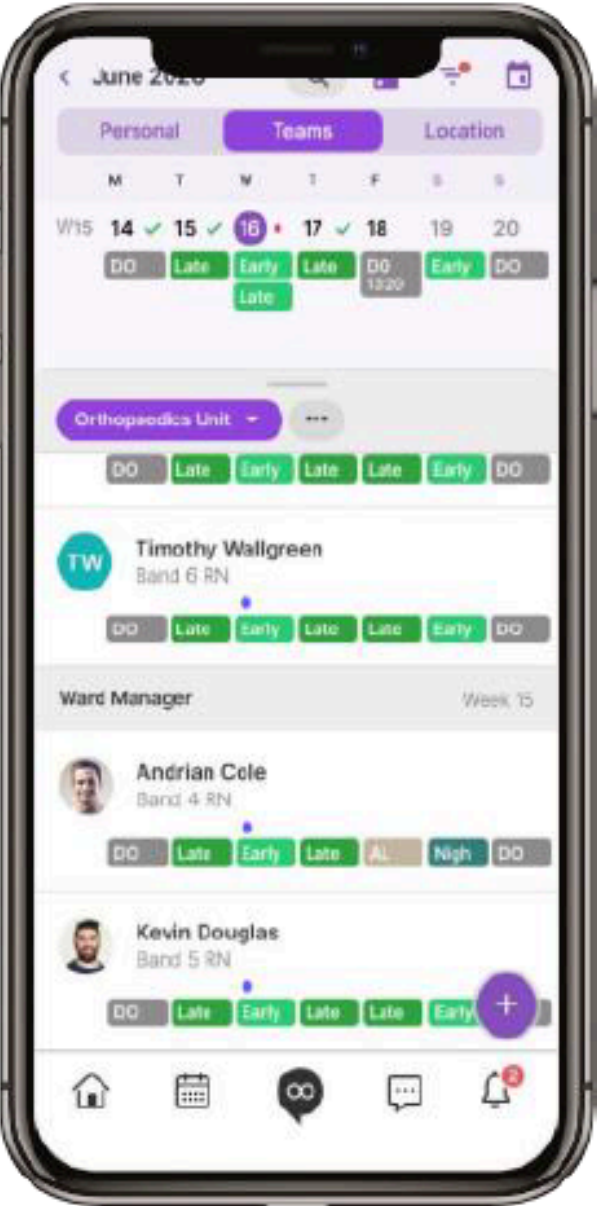 June 2020
Personal Teams Location
M T W T F S S
W15 14 15 16 17 18 19 20
DO Late Early Late DO Early DO
Late 1320
Orthopaedics Unit
DO Late Early Late Late Early DO
TW Timothy Wallgreen
Band 6 RN
DO Late Early Late Late Early DO
Ward Manager Week 15
Andrian Cole
Band 4 RN
DO Late Early Late AL Nigh DO
Kevin Douglas
Band 5 RN
DO Late Early Late Late Early
2